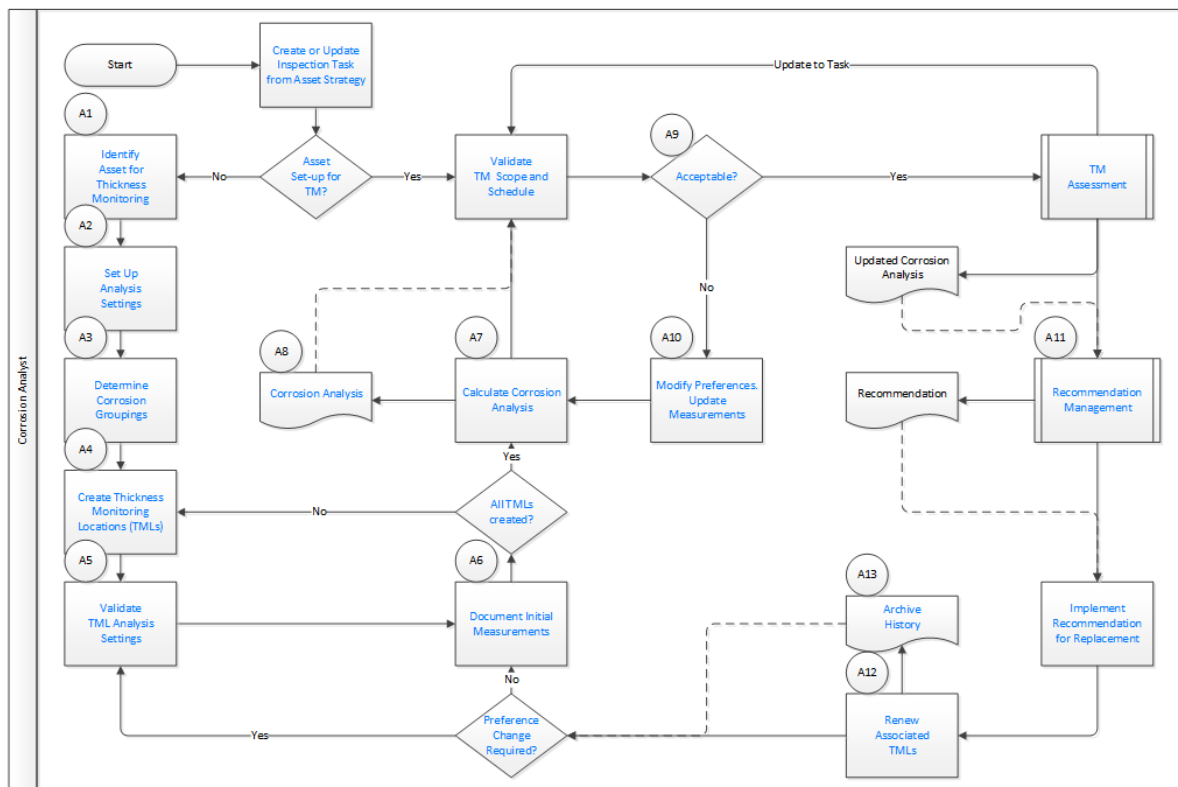 Corrosion Analyst
Start
Create or Update
Inspection Task
from Asset Strategy
Update to Task
A1
Identify
Asset for
Thickness
Monitoring
No
Asset
Set-up for
TM?
Yes
Validate
TM Scope and
Schedule
A9
Acceptable?
Yes
TM
Assessment
A2
Set Up
Analysis
Settings
No
Updated Corrosion
Analysis
A3
Determine
Corrosion
Groupings
A8
Corrosion Analysis
A7
Calculate Corrosion
Analysis
A10
Modify Preferences.
Update
Measurements
Recommendation
A11
Recommendation
Management
A4
Create Thickness
Monitoring
Locations (TMLs)
No
Yes
All TMLs
created?
A5
Validate
TML Analysis
Settings
A6
Document Initial
Measurements
A13
Archive
History
Implement
Recommendation
for Replacement
No
Yes
Preference
Change
Required?
A12
Renew
Associated
TMLs